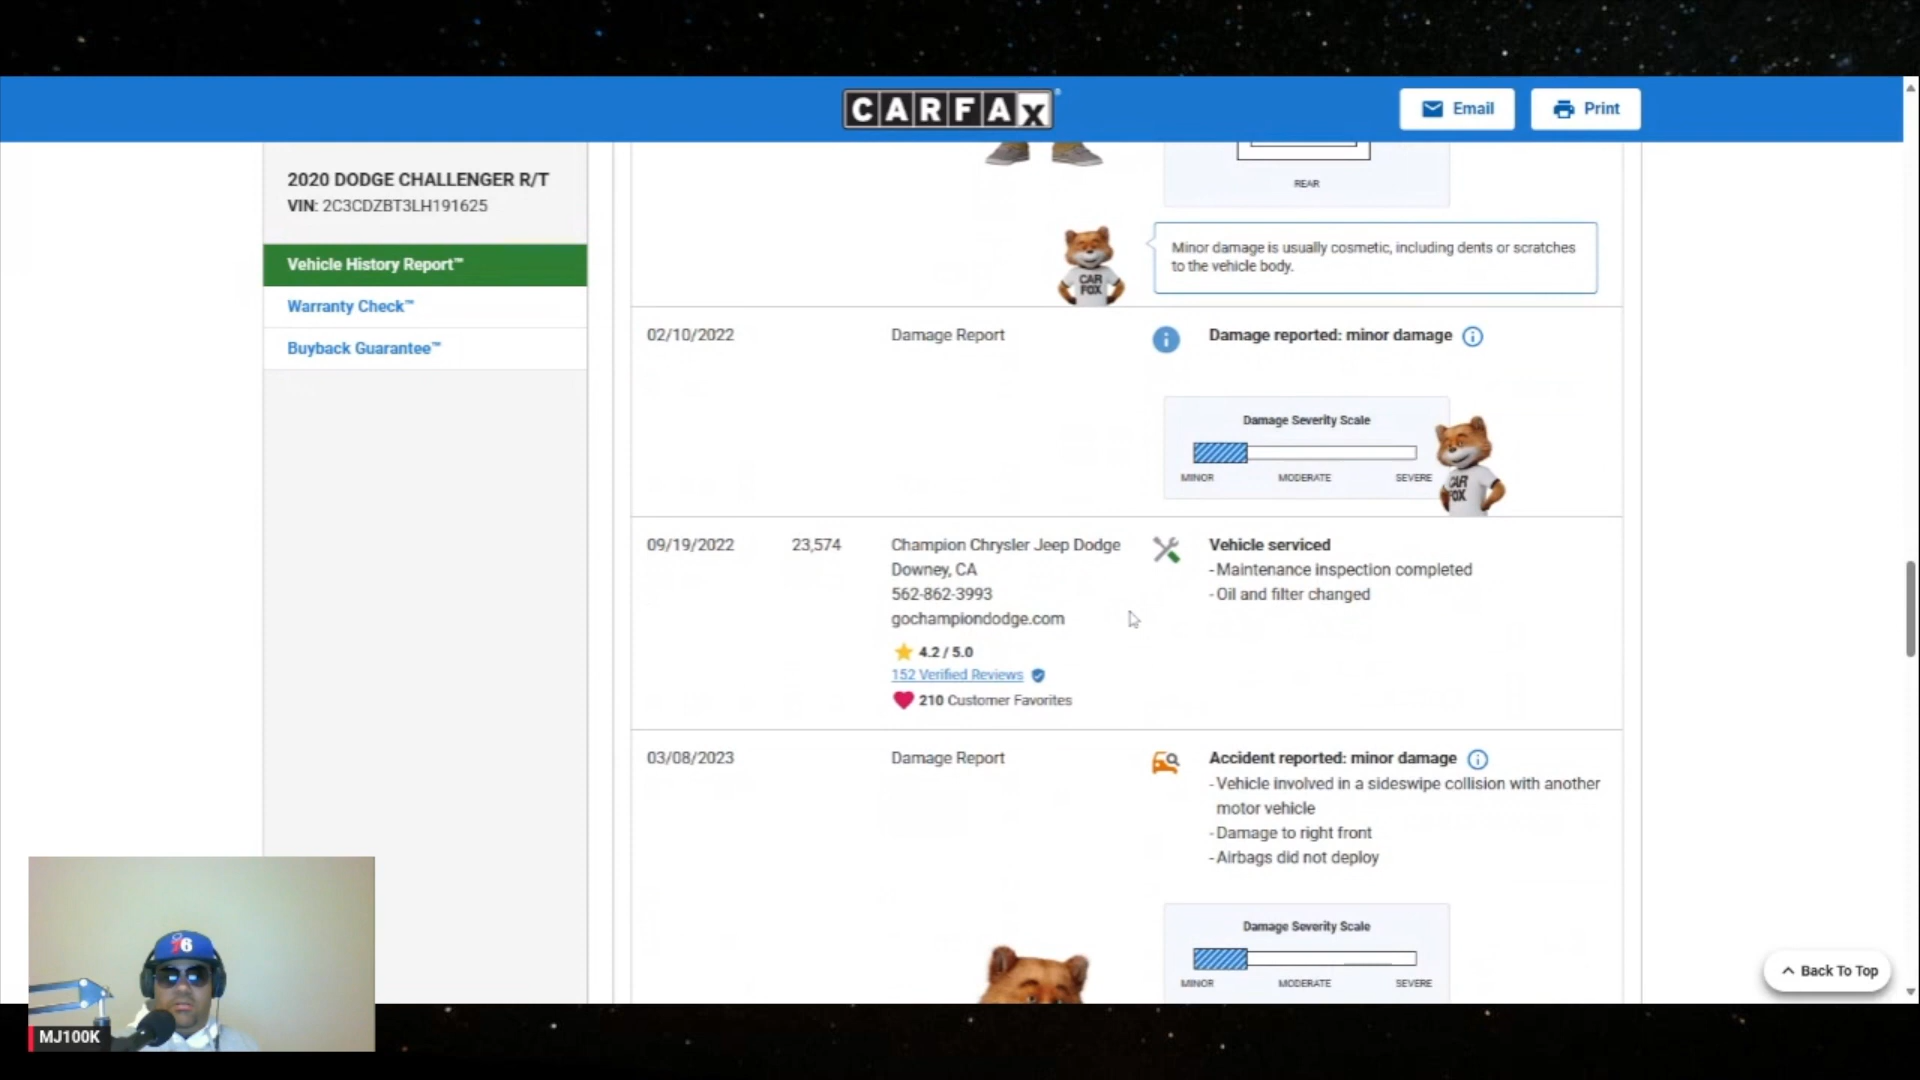 CARFAX
Email
Print
2020 DODGE CHALLENGER R/T
VIN: 2C3CDZBT3LH191625
Vehicle History Report™
Warranty Check™
Buyback Guarantee™
REAR
CAR
FOX
Minor damage is usually cosmetic, including dents or scratches
to the vehicle body.
02/10/2022
Damage Report
Damage reported: minor damage
Damage Severity Scale
MINOR
MODERATE
SEVERE
CAR
FOX
09/19/2022
23,574
Champion Chrysler Jeep Dodge
Downey, CA
562-862-3993
gochampiondodge.com
4.2 / 5.0
152 Verified Reviews
210 Customer Favorites
Vehicle serviced
- Maintenance inspection completed
- Oil and filter changed
03/08/2023
Damage Report
Accident reported: minor damage
- Vehicle involved in a sideswipe collision with another
motor vehicle
- Damage to right front
- Airbags did not deploy
Damage Severity Scale
MINOR
MODERATE
SEVERE
Back To Top
76
MJ100K